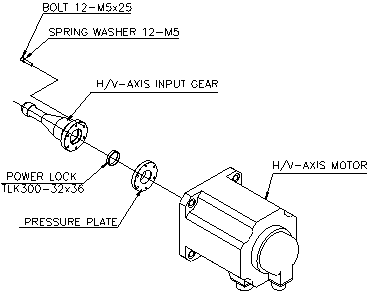 BOLT 12-M5x25
SPRING WASHER 12-M5
H/V-AXIS INPUT GEAR
H/V-AXIS MOTOR
POWER LOCK
TLK300-32x36
PRESSURE PLATE